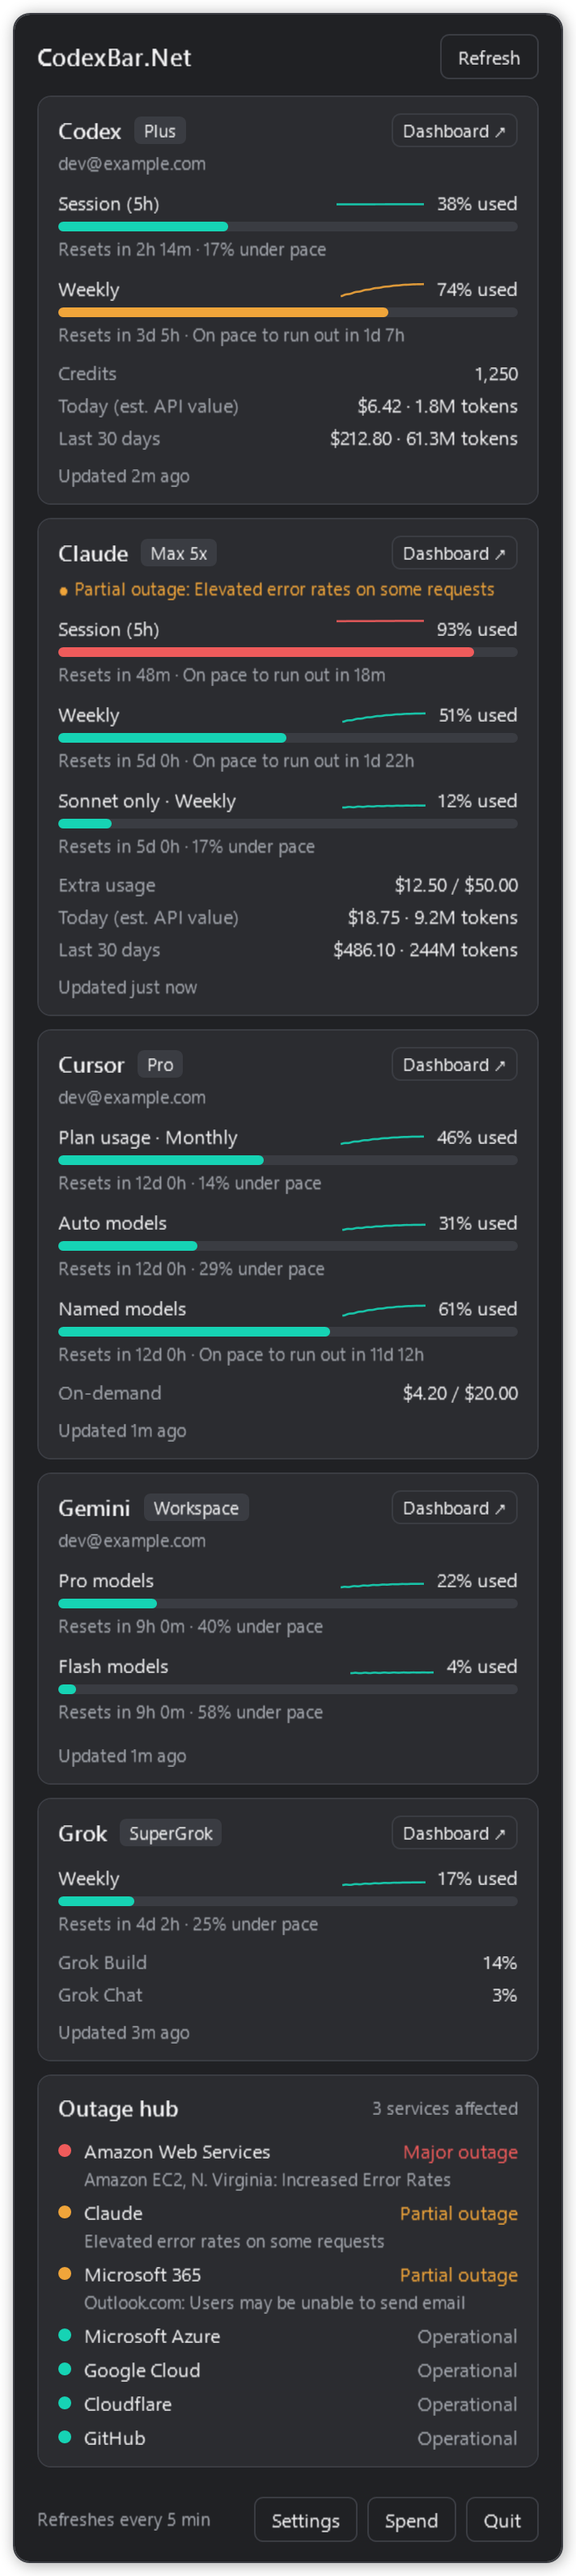 CodexBar.Net Refresh
Codex Plus Dashboard ↗
dev@example.com
Session (5h) 38% used
Resets in 2h 14m · 17% under pace
Weekly 74% used
Resets in 3d 5h · On pace to run out in 1d 7h
Credits 1,250
Today (est. API value) $6.42 · 1.8M tokens
Last 30 days $212.80 · 61.3M tokens
Updated 2m ago
Claude Max 5x Dashboard ↗
● Partial outage: Elevated error rates on some requests
Session (5h) 93% used
Resets in 48m · On pace to run out in 18m
Weekly 51% used
Resets in 5d 0h · On pace to run out in 1d 22h
Sonnet only · Weekly 12% used
Resets in 5d 0h · 17% under pace
Extra usage $12.50 / $50.00
Today (est. API value) $18.75 · 9.2M tokens
Last 30 days $486.10 · 244M tokens
Updated just now
Cursor Pro Dashboard ↗
dev@example.com
Plan usage · Monthly 46% used
Resets in 12d 0h · 14% under pace
Auto models 31% used
Resets in 12d 0h · 29% under pace
Named models 61% used
Resets in 12d 0h · On pace to run out in 11d 12h
On-demand $4.20 / $20.00
Updated 1m ago
Gemini Workspace Dashboard ↗
dev@example.com
Pro models 22% used
Resets in 9h 0m · 40% under pace
Flash models 4% used
Resets in 9h 0m · 58% under pace
Updated 1m ago
Grok SuperGrok Dashboard ↗
Weekly 17% used
Resets in 4d 2h · 25% under pace
Grok Build 14%
Grok Chat 3%
Updated 3m ago
Outage hub 3 services affected
Amazon Web Services Major outage
Amazon EC2, N. Virginia: Increased Error Rates
Claude Partial outage
Elevated error rates on some requests
Microsoft 365 Partial outage
Outlook.com: Users may be unable to send email
Microsoft Azure Operational
Google Cloud Operational
Cloudflare Operational
GitHub Operational
Refreshes every 5 min Settings Spend Quit